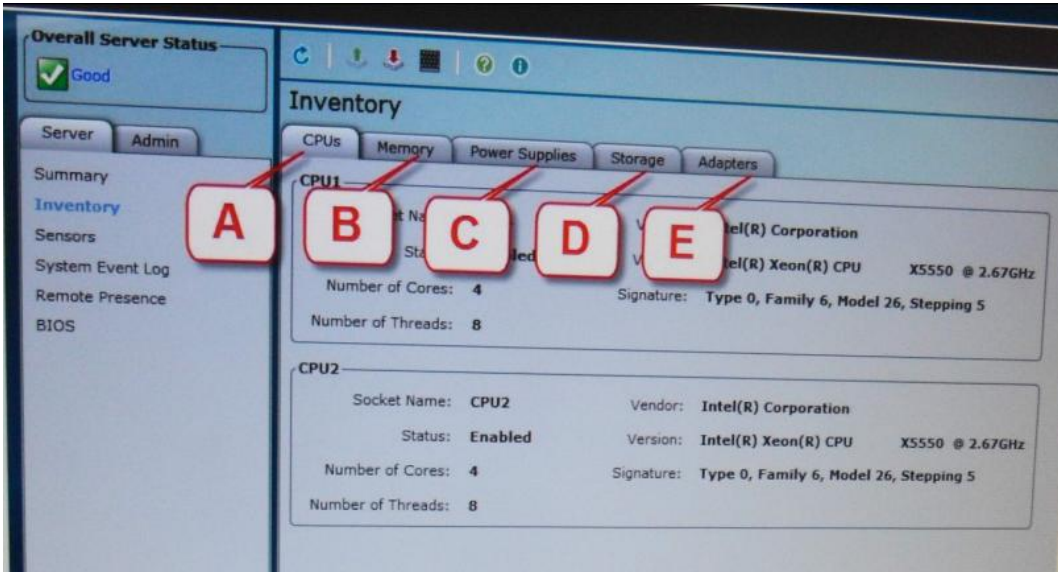 Overall Server Status
Good
Server Admin
Summary
Inventory
Sensors
System Event Log
Remote Presence
BIOS
Inventory
CPUs Memory Power Supplies Storage Adapters
A B C D E
CPU1
Corporation
Xeon(R) CPU X5550 @ 2.67GHz
Number of Cores: 4 Signature: Type 0, Family 6, Model 26, Stepping 5
Number of Threads: 8
CPU2
Socket Name: CPU2 Vendor: Intel(R) Corporation
Status: Enabled Version: Intel(R) Xeon(R) CPU X5550 @ 2.67GHz
Number of Cores: 4 Signature: Type 0, Family 6, Model 26, Stepping 5
Number of Threads: 8